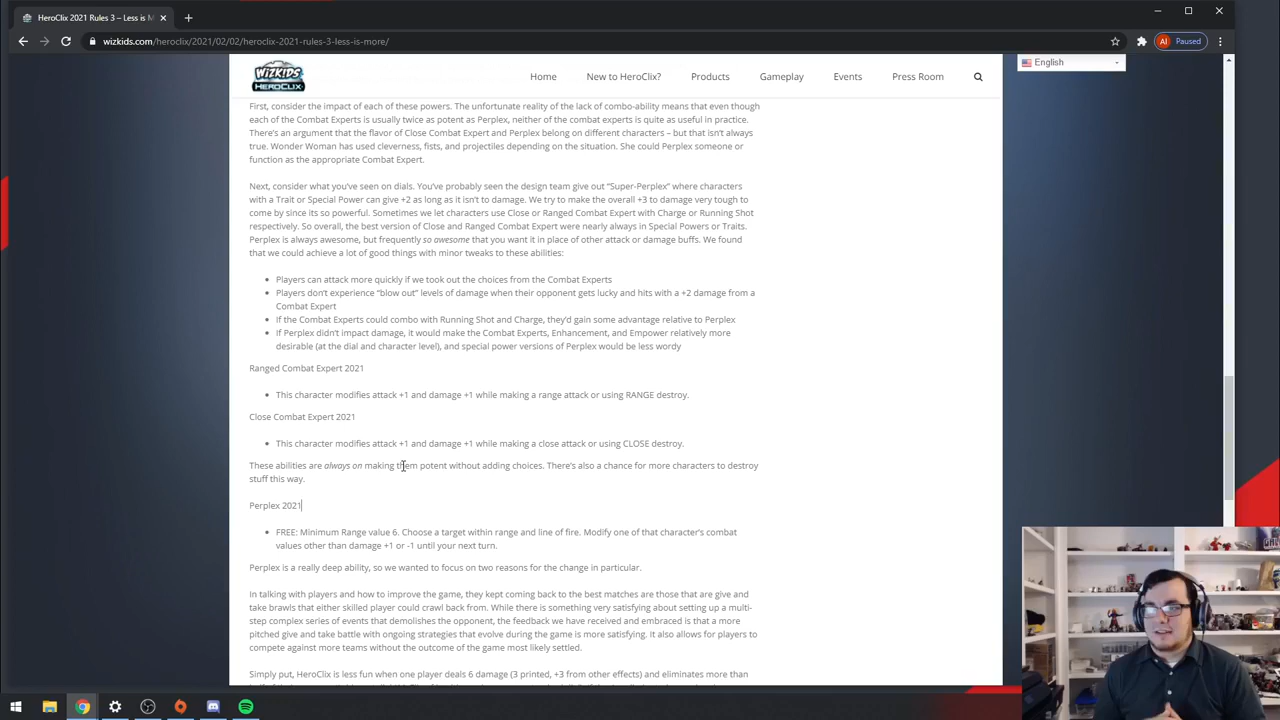 HeroClix 2021 Rules 3 – Less is M
wizkids.com/heroclix/2021/02/02/heroclix-2021-rules-3-less-is-more/
AI Paused
WIZKIDS HEROCLIX
Home New to HeroClix? Products Gameplay Events Press Room
English
First, consider the impact of each of these powers. The unfortunate reality of the lack of combo-ability means that even though
each of the Combat Experts is usually twice as potent as Perplex, neither of the combat experts is quite as useful in practice.
There's an argument that the flavor of Close Combat Expert and Perplex belong on different characters – but that isn't always
true. Wonder Woman has used cleverness, fists, and projectiles depending on the situation. She could Perplex someone or
function as the appropriate Combat Expert.
Next, consider what you've seen on dials. You've probably seen the design team give out "Super-Perplex" where characters
with a Trait or Special Power can give +2 as long as it isn't to damage. We try to make the overall +3 to damage very tough to
come by since its so powerful. Sometimes we let characters use Close or Ranged Combat Expert with Charge or Running Shot
respectively. So overall, the best version of Close and Ranged Combat Expert were nearly always in Special Powers or Traits.
Perplex is always awesome, but frequently so awesome that you want it in place of other attack or damage buffs. We found
that we could achieve a lot of good things with minor tweaks to these abilities:
• Players can attack more quickly if we took out the choices from the Combat Experts
• Players don't experience "blow out" levels of damage when their opponent gets lucky and hits with a +2 damage from a
Combat Expert
• If the Combat Experts could combo with Running Shot and Charge, they'd gain some advantage relative to Perplex
• If Perplex didn't impact damage, it would make the Combat Experts, Enhancement, and Empower relatively more
desirable (at the dial and character level), and special power versions of Perplex would be less wordy
Ranged Combat Expert 2021
• This character modifies attack +1 and damage +1 while making a range attack or using RANGE destroy.
Close Combat Expert 2021
• This character modifies attack +1 and damage +1 while making a close attack or using CLOSE destroy.
These abilities are always on making them potent without adding choices. There's also a chance for more characters to destroy
stuff this way.
Perplex 2021
• FREE: Minimum Range value 6. Choose a target within range and line of fire. Modify one of that character's combat
values other than damage +1 or -1 until your next turn.
Perplex is a really deep ability, so we wanted to focus on two reasons for the change in particular.
In talking with players and how to improve the game, they kept coming back to the best matches are those that are give and
take brawls that either skilled player could crawl back from. While there is something very satisfying about setting up a multi-
step complex series of events that demolishes the opponent, the feedback we have received and embraced is that a more
pitched give and take battle with ongoing strategies that evolve during the game is more satisfying. It also allows for players to
compete against more teams without the outcome of the game most likely settled.
Simply put, HeroClix is less fun when one player deals 6 damage (3 printed, +3 from other effects) and eliminates more than